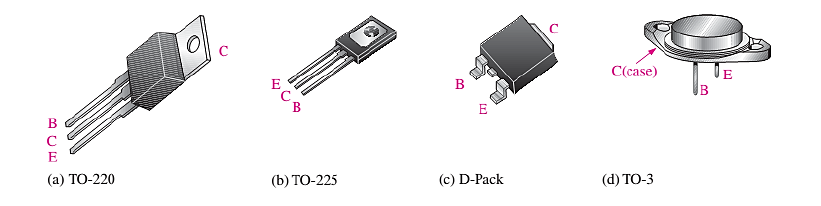 C
B
C
E
(a) TO-220
E
C
B
(b) TO-225
C
B
E
(c) D-Pack
C(case)
B
E
(d) TO-3